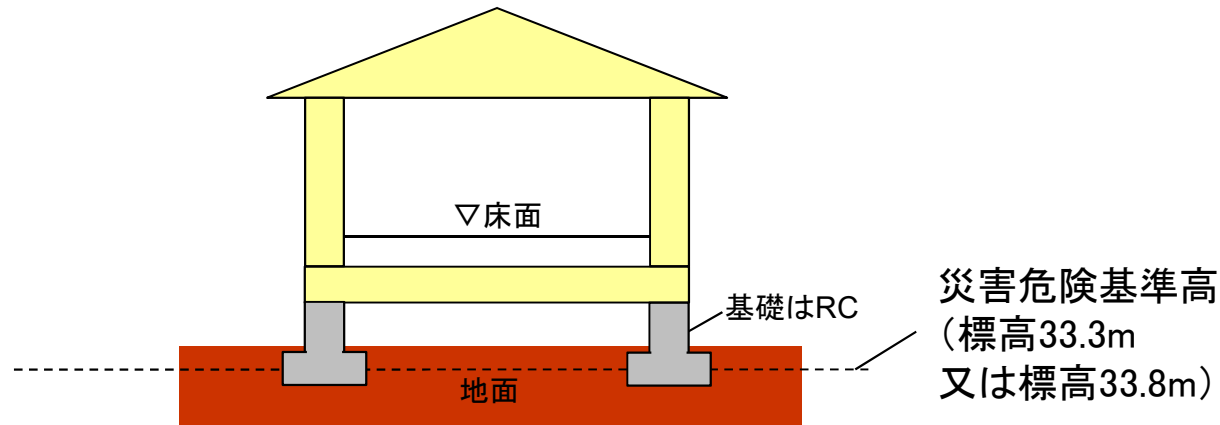 ▽床面
基礎はRC
災害危険基準高
（標高33.3m
又は標高33.8m）
地面